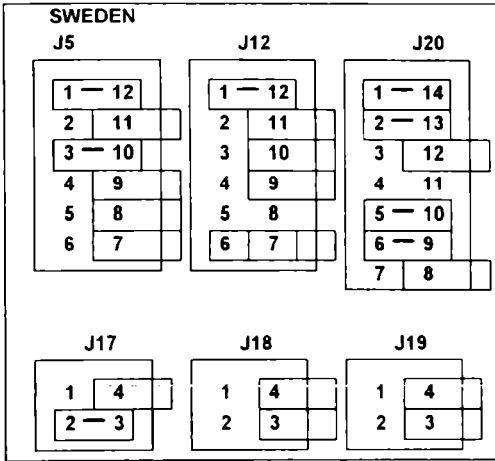 SWEDEN
J5 J12 J20
1 — 12 1 — 12 1 — 14
2 11 2 11 2 — 13
3 — 10 3 10 3 12
4 9 4 9 4 11
5 8 5 8 5 — 10
6 7 6 7 6 — 9
7 8
J17 J18 J19
1 4 1 4 1 4
2 — 3 2 3 2 3